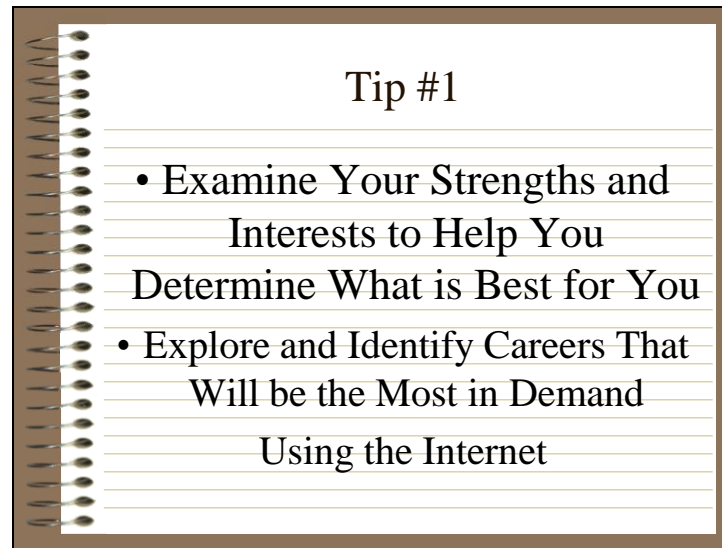 Tip #1
• Examine Your Strengths and
Interests to Help You
Determine What is Best for You
• Explore and Identify Careers That
Will be the Most in Demand
Using the Internet